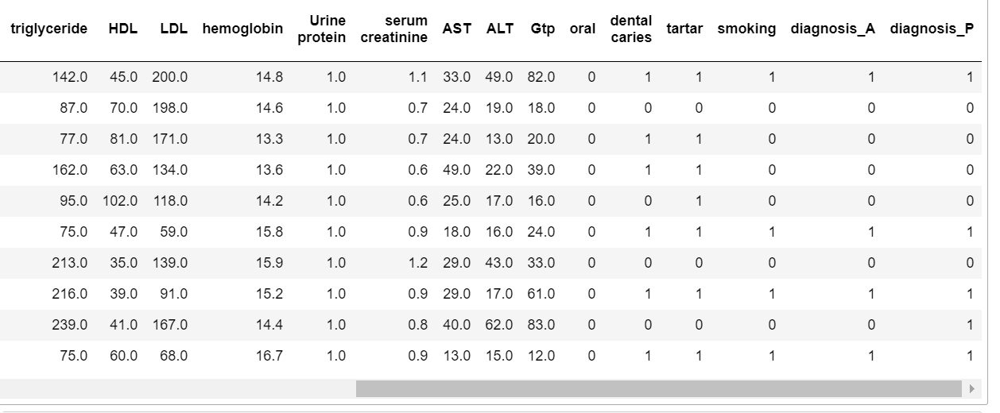 triglyceride HDL LDL hemoglobin Urine protein serum creatinine AST ALT Gtp oral dental caries tartar smoking diagnosis_A diagnosis_P
142.0 45.0 200.0 14.8 1.0 1.1 33.0 49.0 82.0 0 1 1 1 1 1
87.0 70.0 198.0 14.6 1.0 0.7 24.0 19.0 18.0 0 0 0 0 0 0
77.0 81.0 171.0 13.3 1.0 0.7 24.0 13.0 20.0 0 1 1 0 0 0
162.0 63.0 134.0 13.6 1.0 0.6 49.0 22.0 39.0 0 1 1 0 0 0
95.0 102.0 118.0 14.2 1.0 0.6 25.0 17.0 16.0 0 0 1 0 0 0
75.0 47.0 59.0 15.8 1.0 0.9 18.0 16.0 24.0 0 1 1 1 1 1
213.0 35.0 139.0 15.9 1.0 1.2 29.0 43.0 33.0 0 0 0 0 0 0
216.0 39.0 91.0 15.2 1.0 0.9 29.0 17.0 61.0 0 1 1 1 1 1
239.0 41.0 167.0 14.4 1.0 0.8 40.0 62.0 83.0 0 0 0 0 0 1
75.0 60.0 68.0 16.7 1.0 0.9 13.0 15.0 12.0 0 1 1 1 1 1